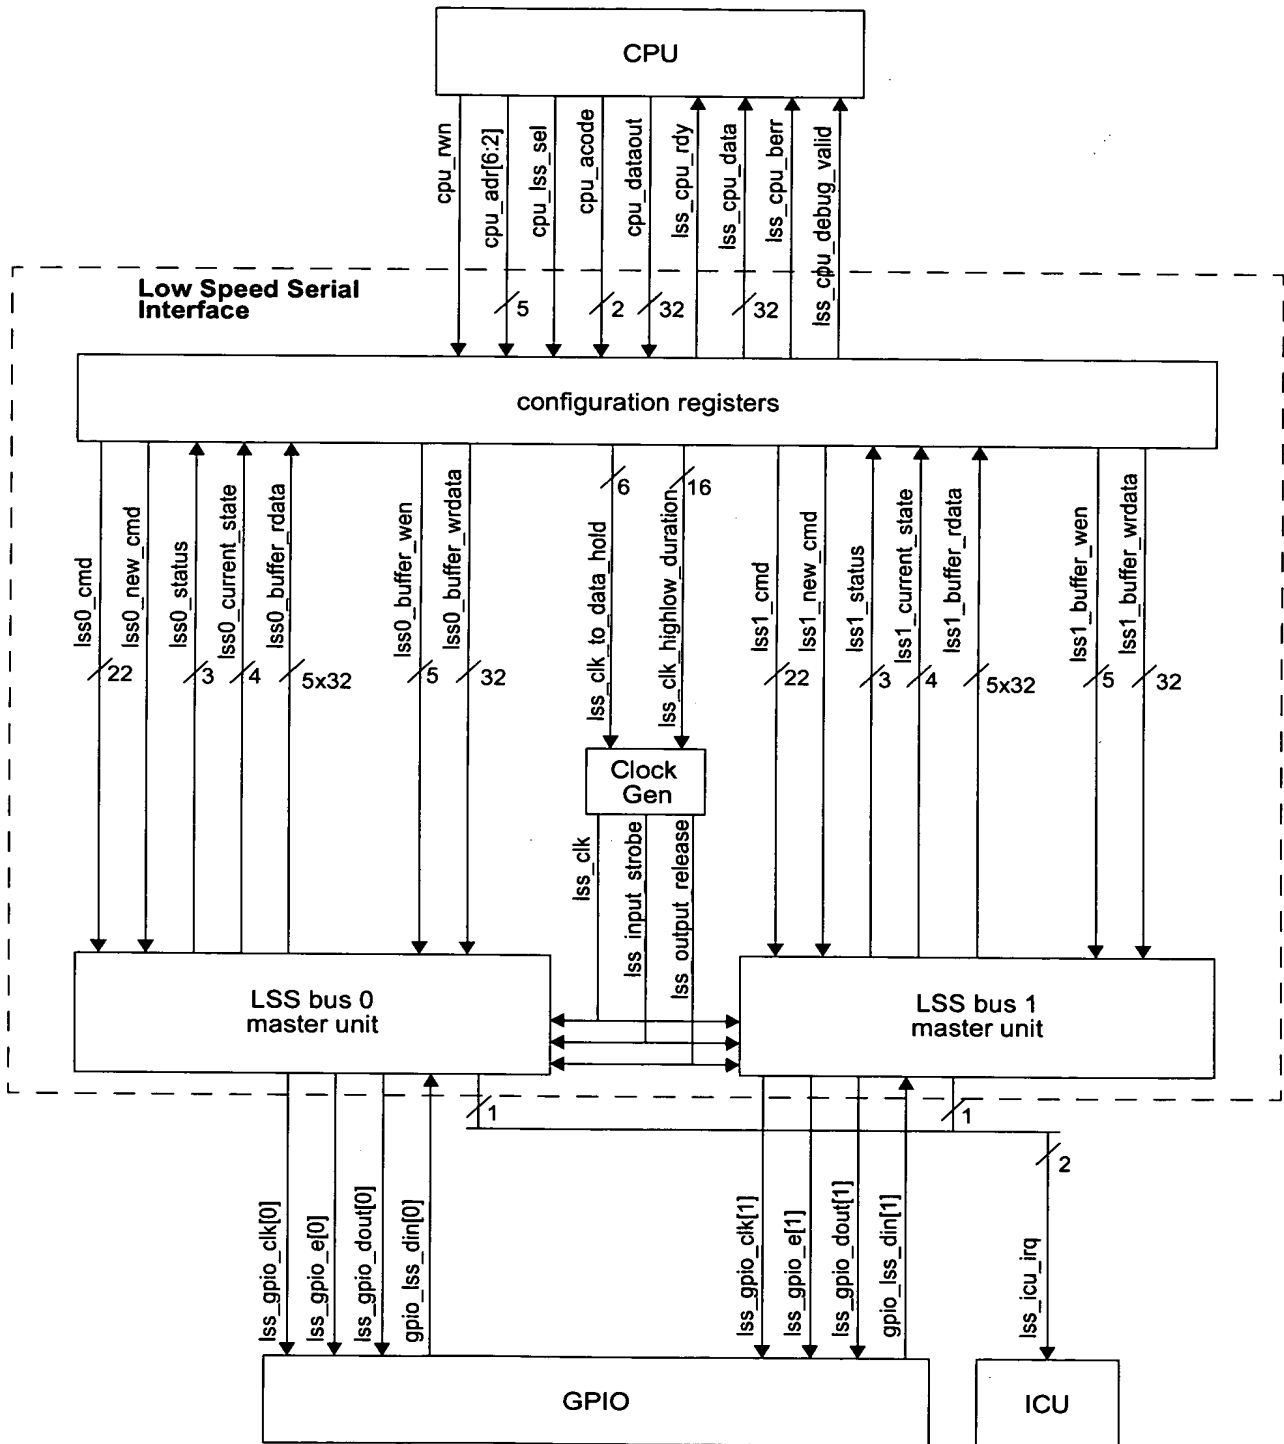 CPU
cpu_rwn
cpu_adr[6:2]
cpu_lss_sel
cpu_acode
cpu_dataout
lss_cpu_rdy
lss_cpu_data
lss_cpu_berr
lss_cpu_debug_valid
Low Speed Serial
Interface
5
2
32
32
configuration registers
6
16
lss0_cmd
lss0_new_cmd
lss0_status
lss0_current_state
lss0_buffer_rdata
lss0_buffer_wen
lss0_buffer_wrdata
lss_clk_to_data_hold
lss_clk_highlow_duration
lss1_cmd
lss1_new_cmd
lss1_status
lss1_current_state
lss1_buffer_rdata
lss1_buffer_wen
lss1_buffer_wrdata
22
3
4
5x32
5
32
22
3
4
5x32
5
32
Clock
Gen
lss_clk
lss_input_strobe
lss_output_release
LSS bus 0
master unit
LSS bus 1
master unit
1
1
2
lss_gpio_clk[0]
lss_gpio_e[0]
lss_gpio_dout[0]
gpio_lss_din[0]
lss_gpio_clk[1]
lss_gpio_e[1]
lss_gpio_dout[1]
gpio_lss_din[1]
lss_icu_irq
GPIO
ICU